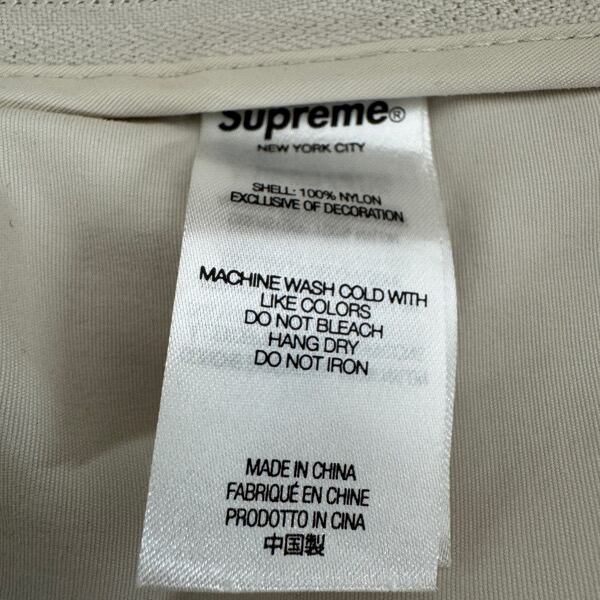 Supreme®
NEW YORK CITY
SHELL: 100% NYLON
EXCLUSIVE OF DECORATION
MACHINE WASH COLD WITH
LIKE COLORS
DO NOT BLEACH
HANG DRY
DO NOT IRON
MADE IN CHINA
FABRIQUÉ EN CHINE
PRODOTTO IN CINA
中国製